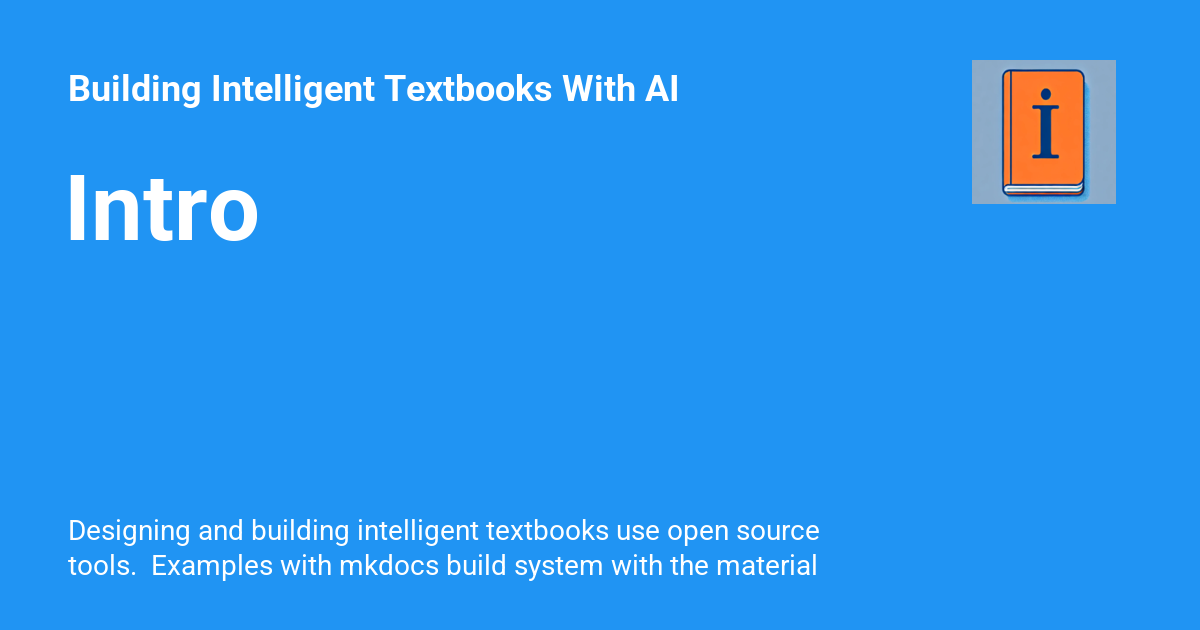 Building Intelligent Textbooks With AI
i
Intro
Designing and building intelligent textbooks use open source
tools.  Examples with mkdocs build system with the material